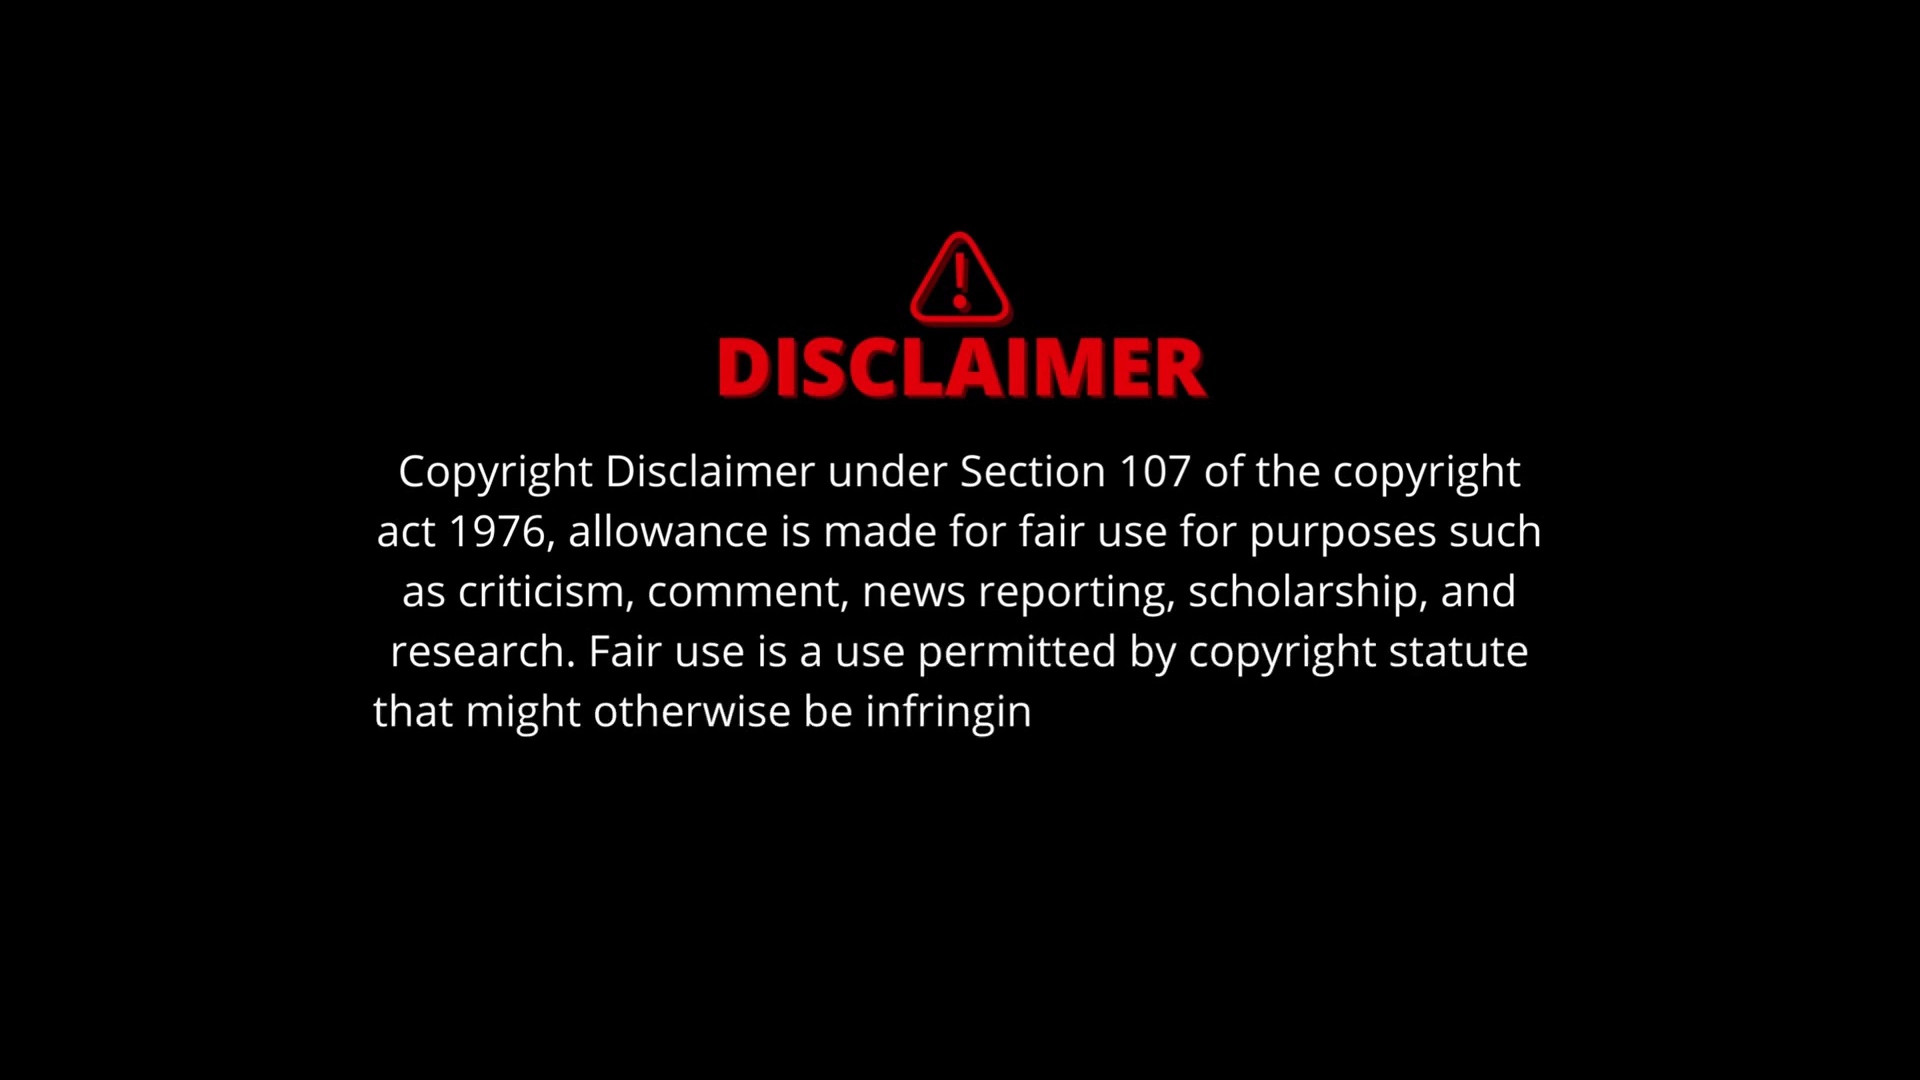 DISCLAIMER
Copyright Disclaimer under Section 107 of the copyright
act 1976, allowance is made for fair use for purposes such
as criticism, comment, news reporting, scholarship, and
research. Fair use is a use permitted by copyright statute
that might otherwise be infringin